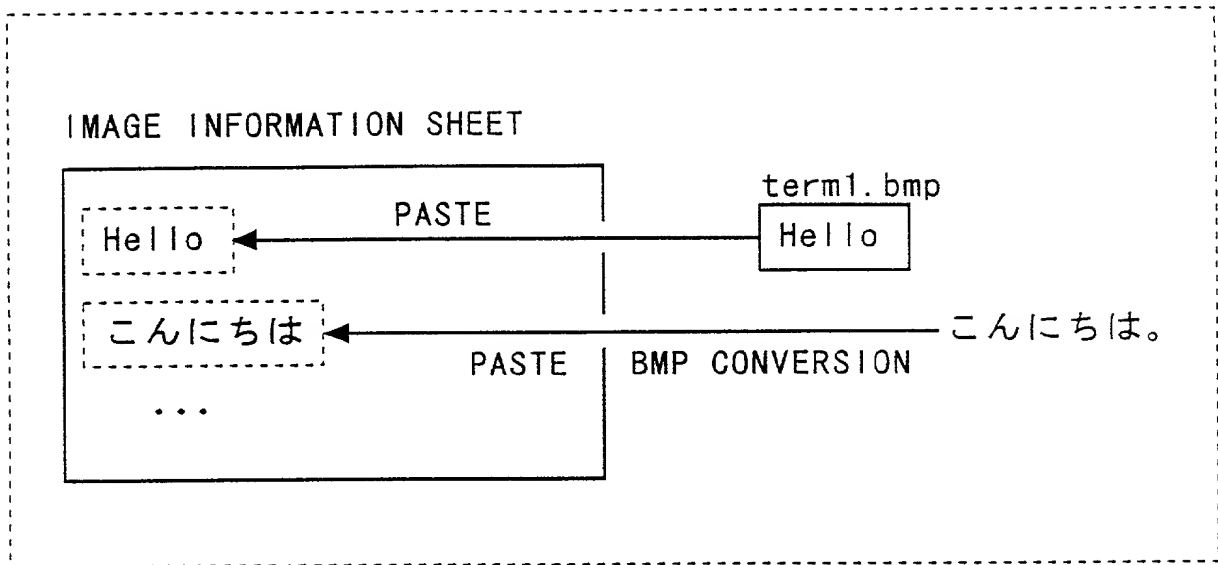 IMAGE INFORMATION SHEET
term1.bmp
Hello
PASTE
Hello
こんにちは
こんにちは。
PASTE
BMP CONVERSION
...